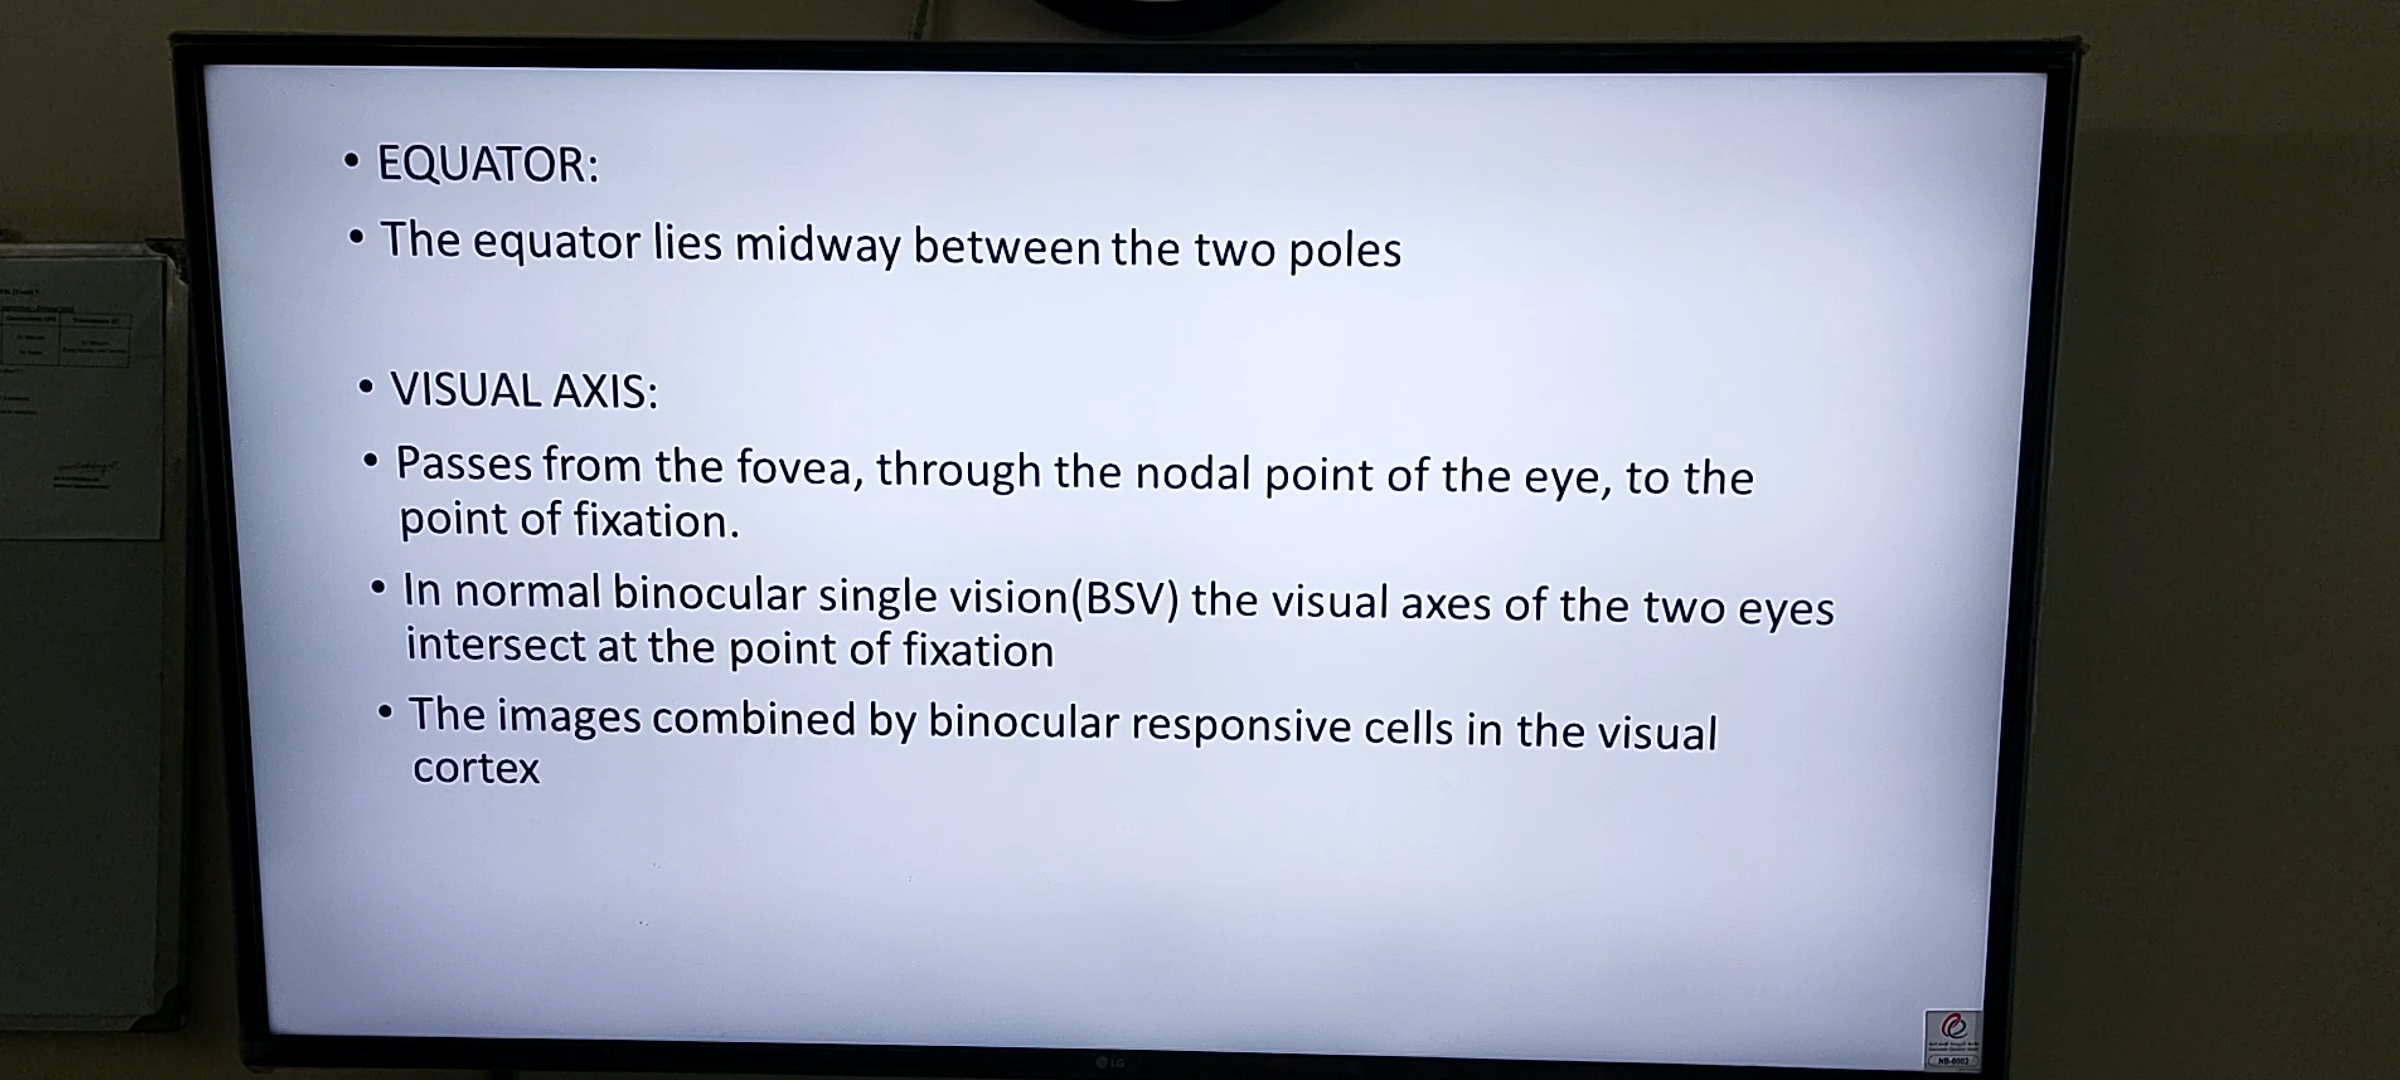 • EQUATOR:
• The equator lies midway between the two poles
• VISUAL AXIS:
• Passes from the fovea, through the nodal point of the eye, to the
point of fixation.
• In normal binocular single vision(BSV) the visual axes of the two eyes
intersect at the point of fixation
• The images combined by binocular responsive cells in the visual
cortex
LG
NB-0002